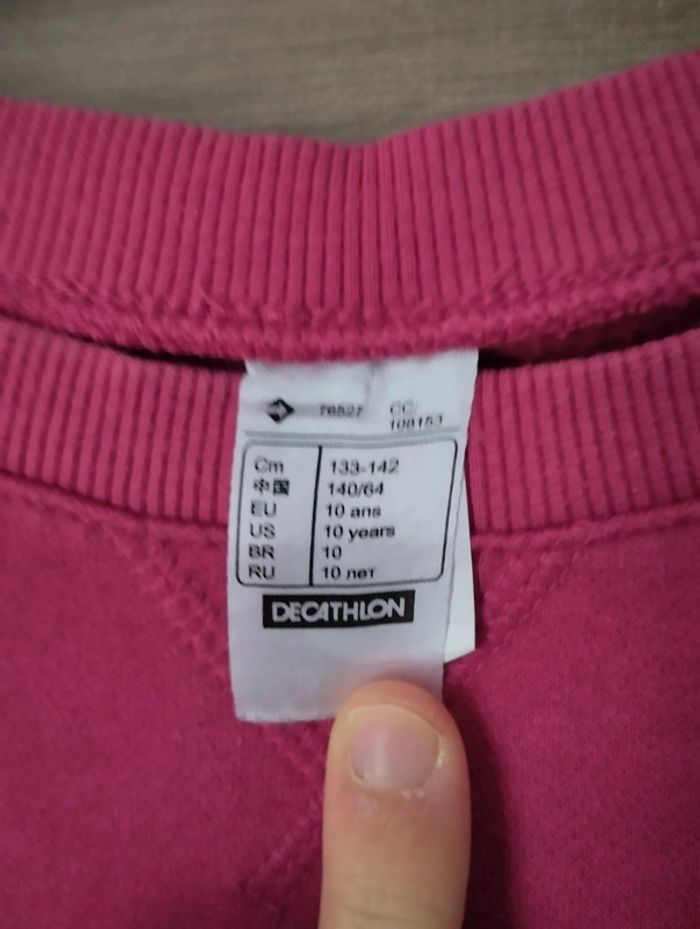 76527 CC:
108153
Cm 133-142
中国 140/64
EU 10 ans
US 10 years
BR 10
RU 10 лет
DECATHLON